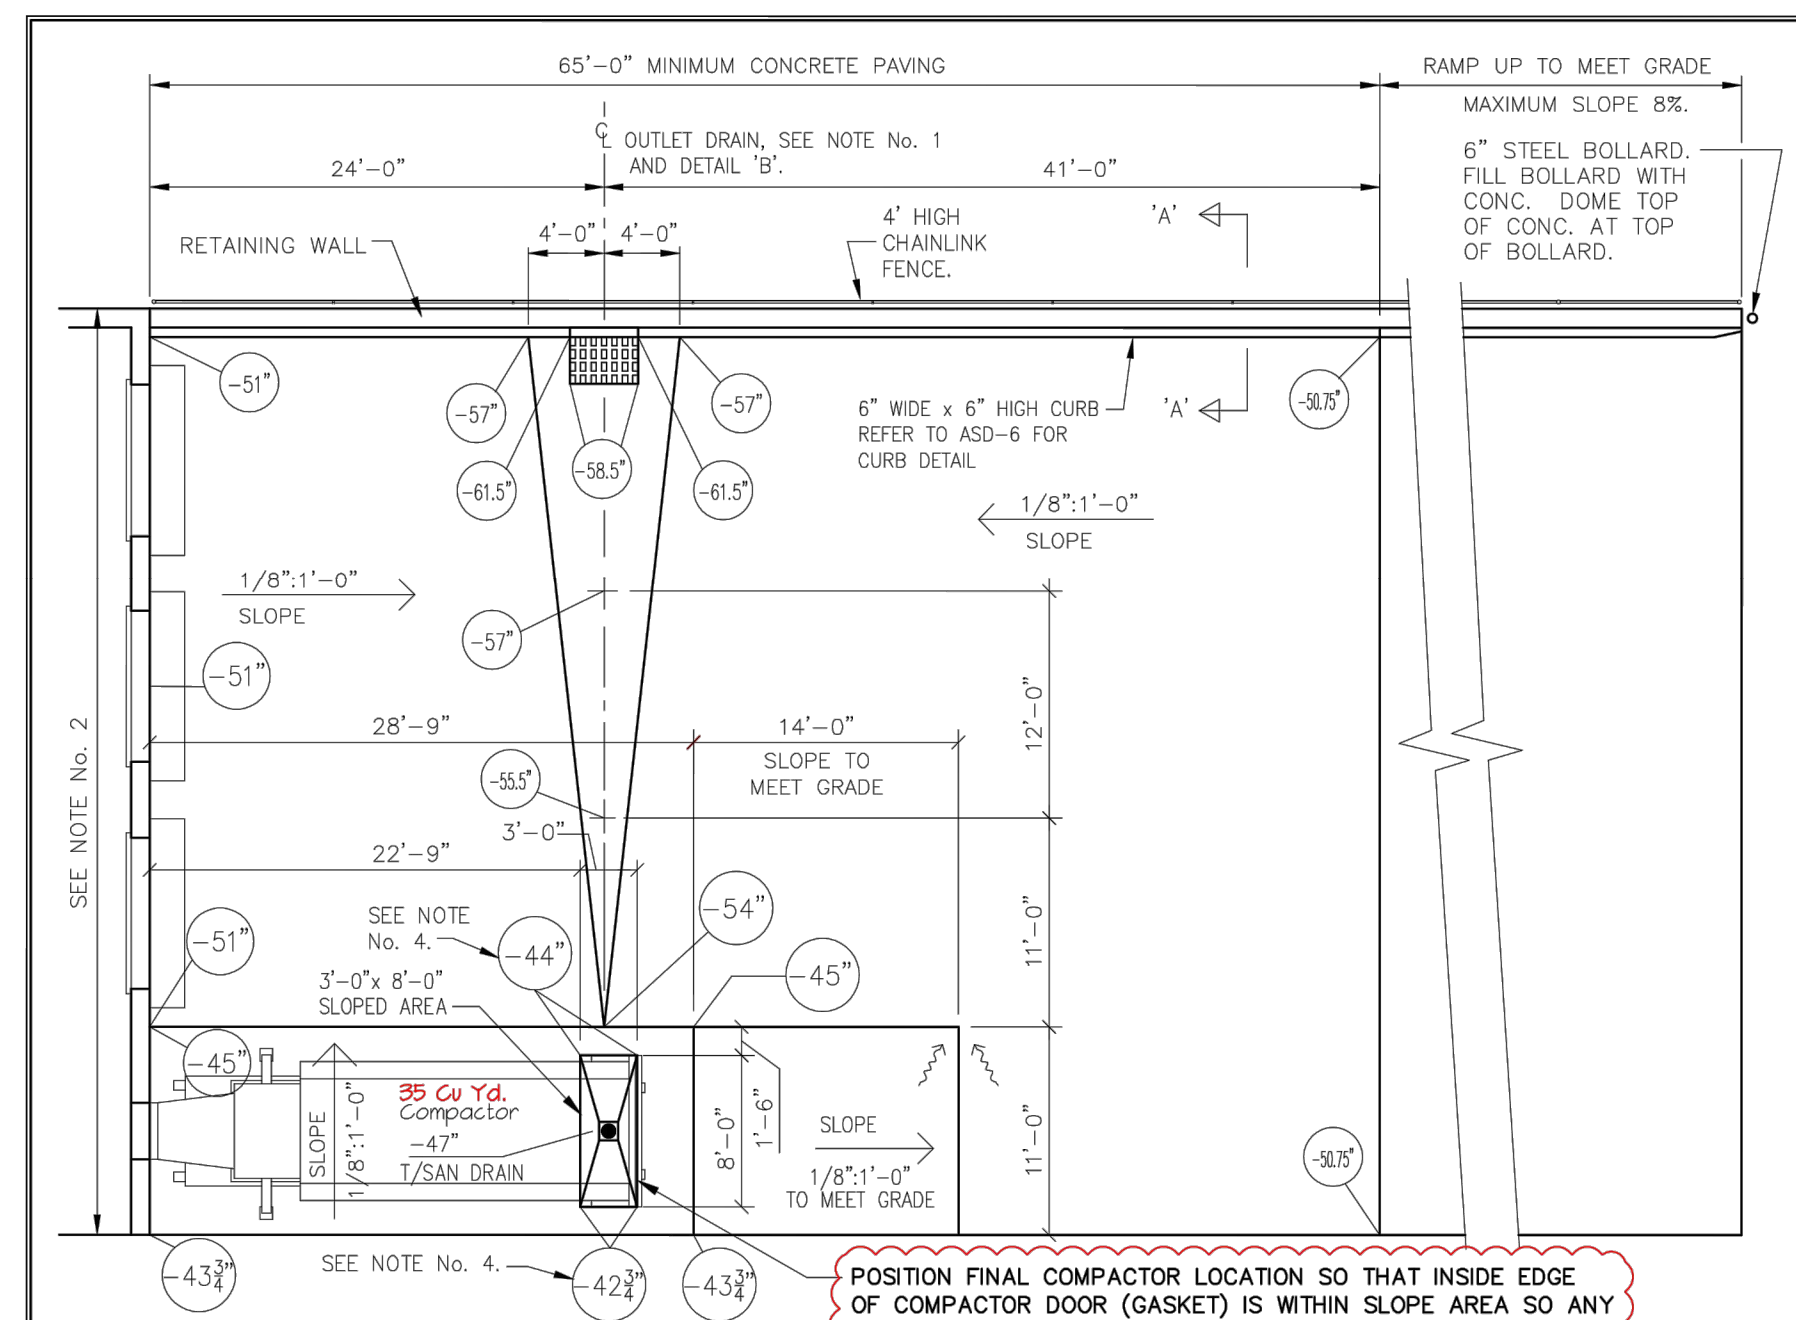 65'-0" MINIMUM CONCRETE PAVING
RAMP UP TO MEET GRADE
MAXIMUM SLOPE 8%.
℄ OUTLET DRAIN, SEE NOTE No. 1
AND DETAIL 'B'.
6" STEEL BOLLARD.
FILL BOLLARD WITH
CONC. DOME TOP
OF CONC. AT TOP
OF BOLLARD.
24'-0"
41'-0"
4'-0"
4'-0"
RETAINING WALL
4' HIGH
CHAINLINK
FENCE.
'A'
-51"
-57"
-57"
-61.5"
-58.5"
-61.5"
6" WIDE x 6" HIGH CURB
REFER TO ASD-6 FOR
CURB DETAIL
'A'
-50.75"
1/8":1'-0"
SLOPE
1/8":1'-0"
SLOPE
-57"
-51"
SEE NOTE No. 2
28'-9"
14'-0"
SLOPE TO
MEET GRADE
12'-0"
-55.5"
3'-0"
22'-9"
-54"
SEE NOTE
No. 4.
-44"
-51"
-45"
11'-0"
3'-0"x 8'-0"
SLOPED AREA
-45"
35 Cu Yd.
Compactor
SLOPE
1/8":1'-0"
-47"
T/SAN DRAIN
8'-0"
1'-6"
SLOPE
1/8":1'-0"
TO MEET GRADE
11'-0"
-50.75"
-43¾"
SEE NOTE No. 4.
-42¾"
-43¾"
POSITION FINAL COMPACTOR LOCATION SO THAT INSIDE EDGE
OF COMPACTOR DOOR (GASKET) IS WITHIN SLOPE AREA SO ANY